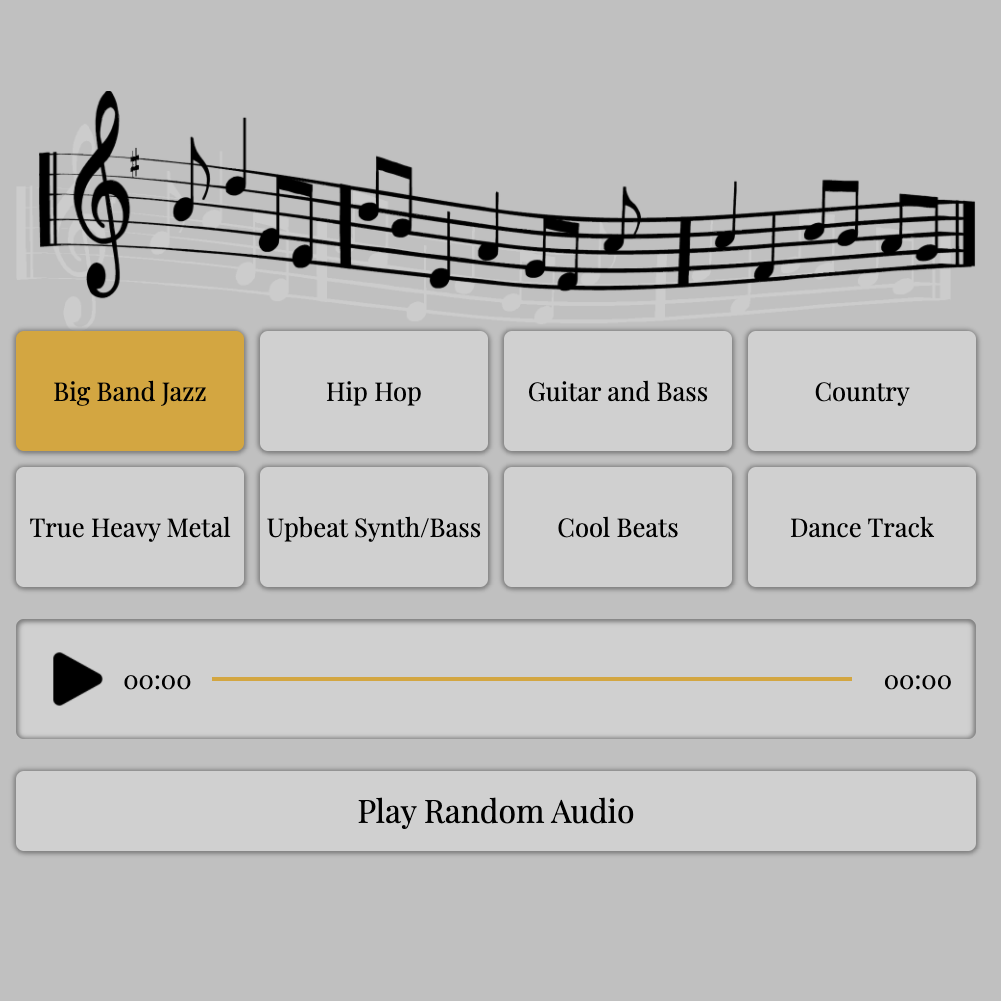 Big Band Jazz
Hip Hop
Guitar and Bass
Country
True Heavy Metal
Upbeat Synth/Bass
Cool Beats
Dance Track
00:00
00:00
Play Random Audio